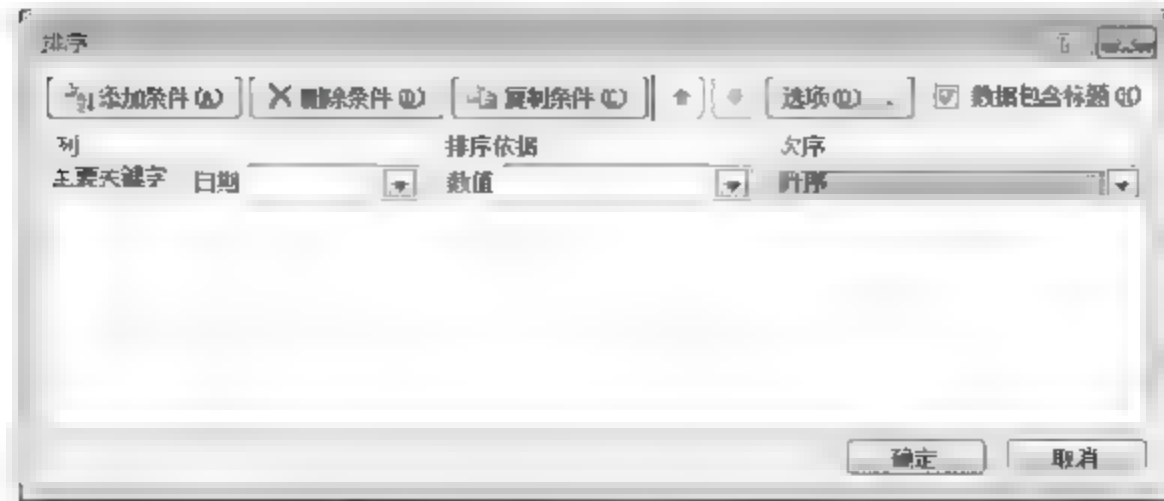 排序
添加条件(A) 删除条件(D) 复制条件(C) 选项(O)... 数据包含标题(H)
列 排序依据 次序
主要关键字 日期 数值 升序
确定 取消